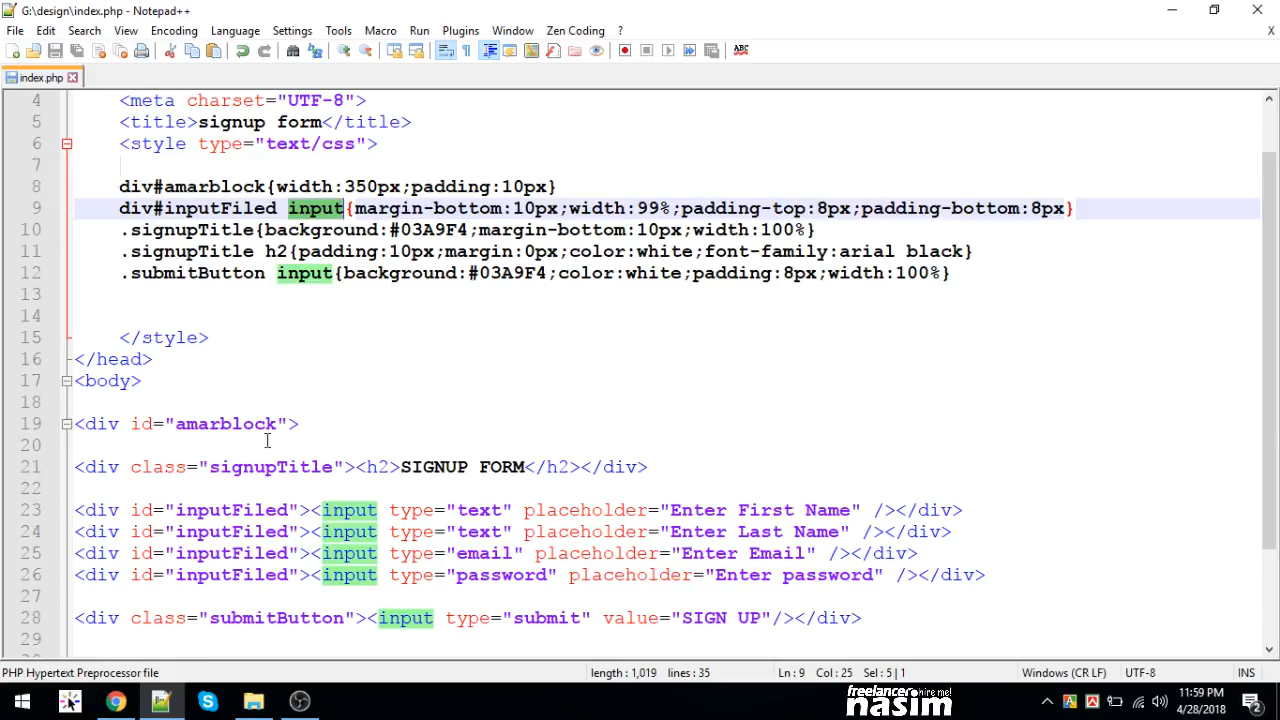 G:\design\index.php - Notepad++
File Edit Search View Encoding Language Settings Tools Macro Run Plugins Window Zen Coding ? X
ABC
index.php
4 <meta charset="UTF-8">
5 <title>signup form</title>
6 <style type="text/css">
7
8 div#amarblock{width:350px;padding:10px}
9 div#inputFiled input{margin-bottom:10px;width:99%;padding-top:8px;padding-bottom:8px}
10 .signupTitle{background:#03A9F4;margin-bottom:10px;width:100%}
11 .signupTitle h2{padding:10px;margin:0px;color:white;font-family:arial black}
12 .submitButton input{background:#03A9F4;color:white;padding:8px;width:100%}
13
14
15 </style>
16 </head>
17 <body>
18
19 <div id="amarblock">
20
21 <div class="signupTitle"><h2>SIGNUP FORM</h2></div>
22
23 <div id="inputFiled"><input type="text" placeholder="Enter First Name" /></div>
24 <div id="inputFiled"><input type="text" placeholder="Enter Last Name" /></div>
25 <div id="inputFiled"><input type="email" placeholder="Enter Email" /></div>
26 <div id="inputFiled"><input type="password" placeholder="Enter password" /></div>
27
28 <div class="submitButton"><input type="submit" value="SIGN UP"/></div>
29
PHP Hypertext Preprocessor file length : 1,019 lines : 35 Ln : 9 Col : 25 Sel : 5 | 1 Windows (CR LF) UTF-8 INS
freelancer hire me!
nasim
11:59 PM
4/28/2018
2